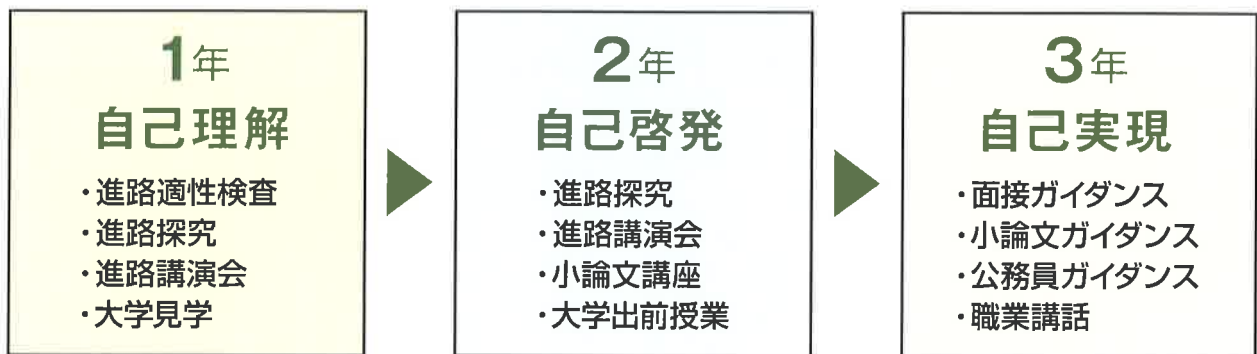 1年
自己理解
・進路適性検査
・進路探究
・進路講演会
・大学見学
2年
自己啓発
・進路探究
・進路講演会
・小論文講座
・大学出前授業
3年
自己実現
・面接ガイダンス
・小論文ガイダンス
・公務員ガイダンス
・職業講話